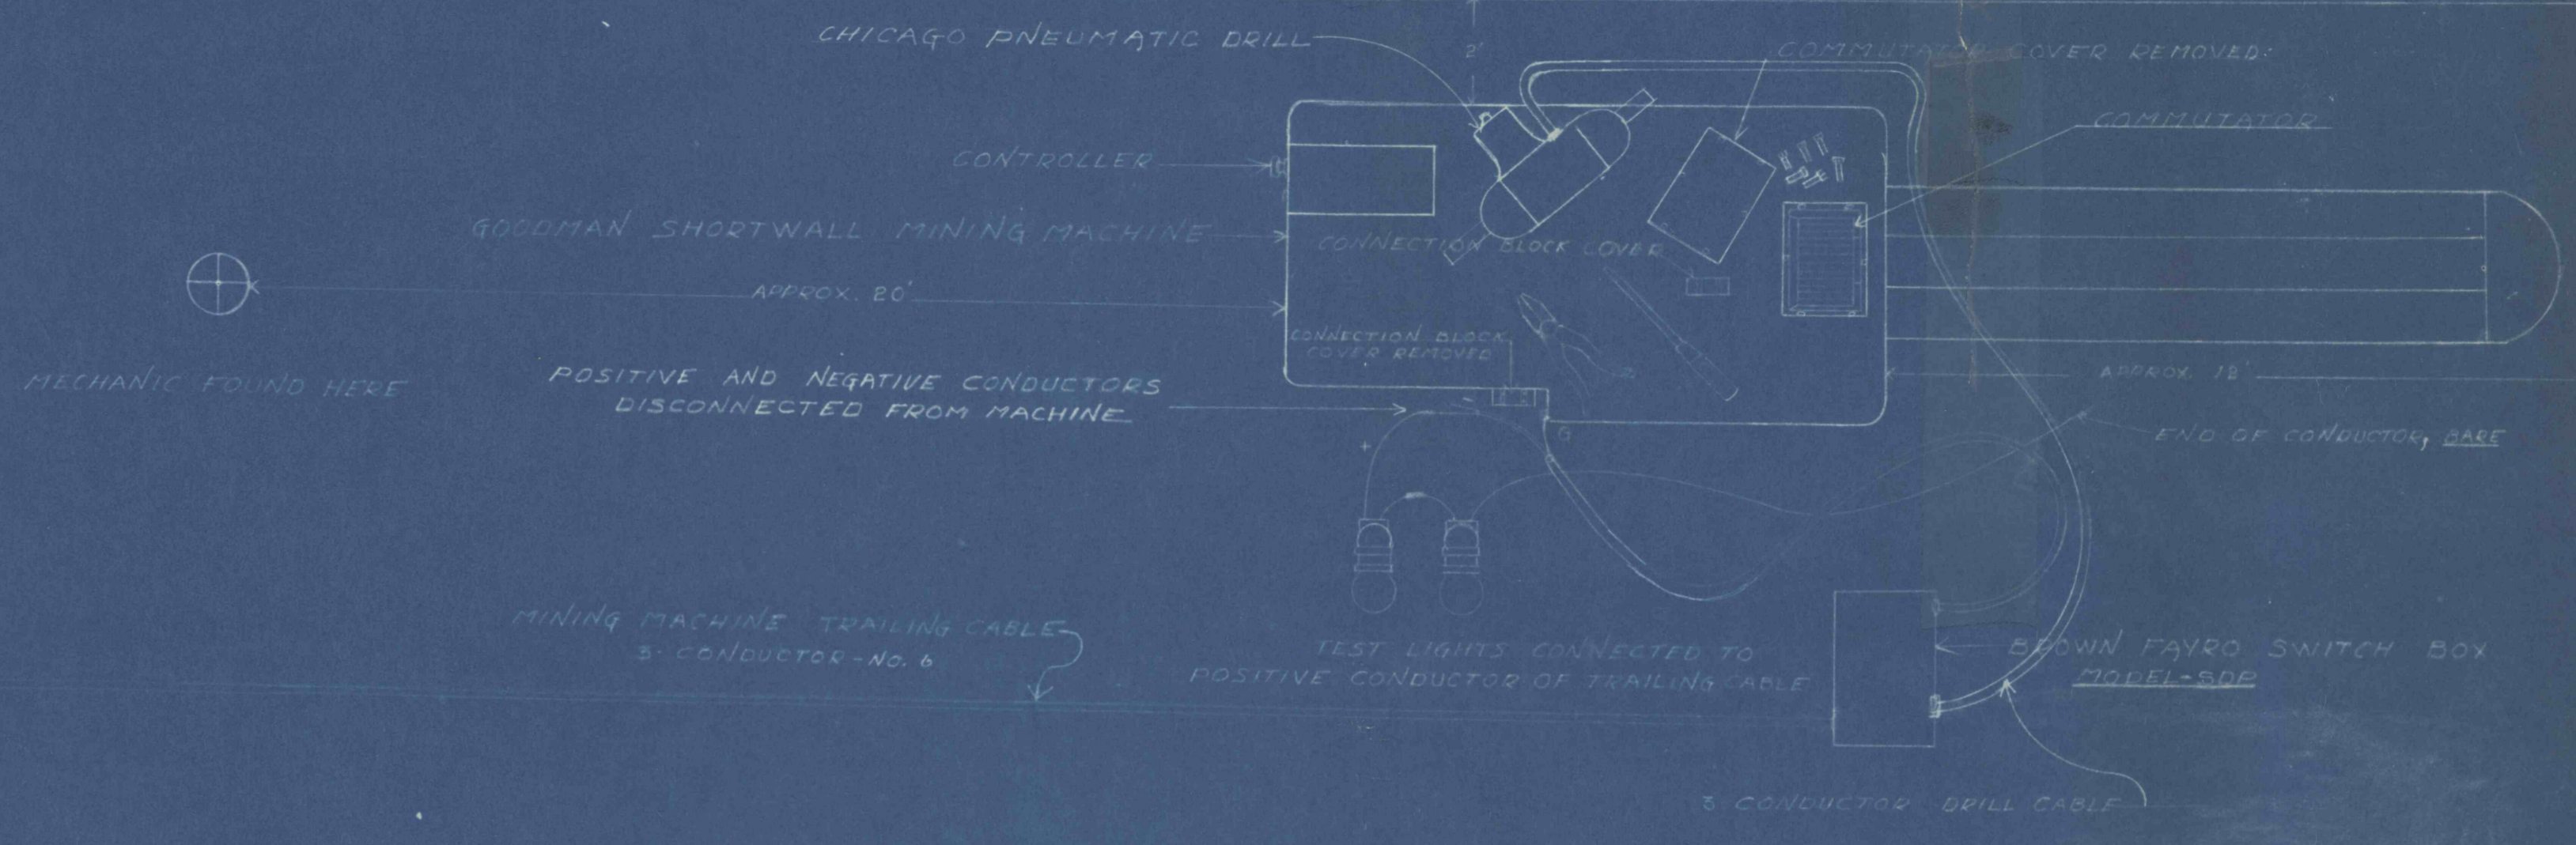 CHICAGO PNEUMATIC DRILL
2'
COMMUTATOR COVER REMOVED.
COMMUTATOR
CONTROLLER
GOODMAN SHORTWALL MINING MACHINE
CONNECTION BLOCK COVER
APPROX. 20'
CONNECTION BLOCK
COVER REMOVED
MECHANIC FOUND HERE
POSITIVE AND NEGATIVE CONDUCTORS
DISCONNECTED FROM MACHINE
APPROX. 18'
+
G
END OF CONDUCTOR, BARE
MINING MACHINE TRAILING CABLE
3-CONDUCTOR-NO. 6
TEST LIGHTS CONNECTED TO
POSITIVE CONDUCTOR OF TRAILING CABLE
BROWN FAYRO SWITCH BOX
MODEL-SDP
3 CONDUCTOR DRILL CABLE